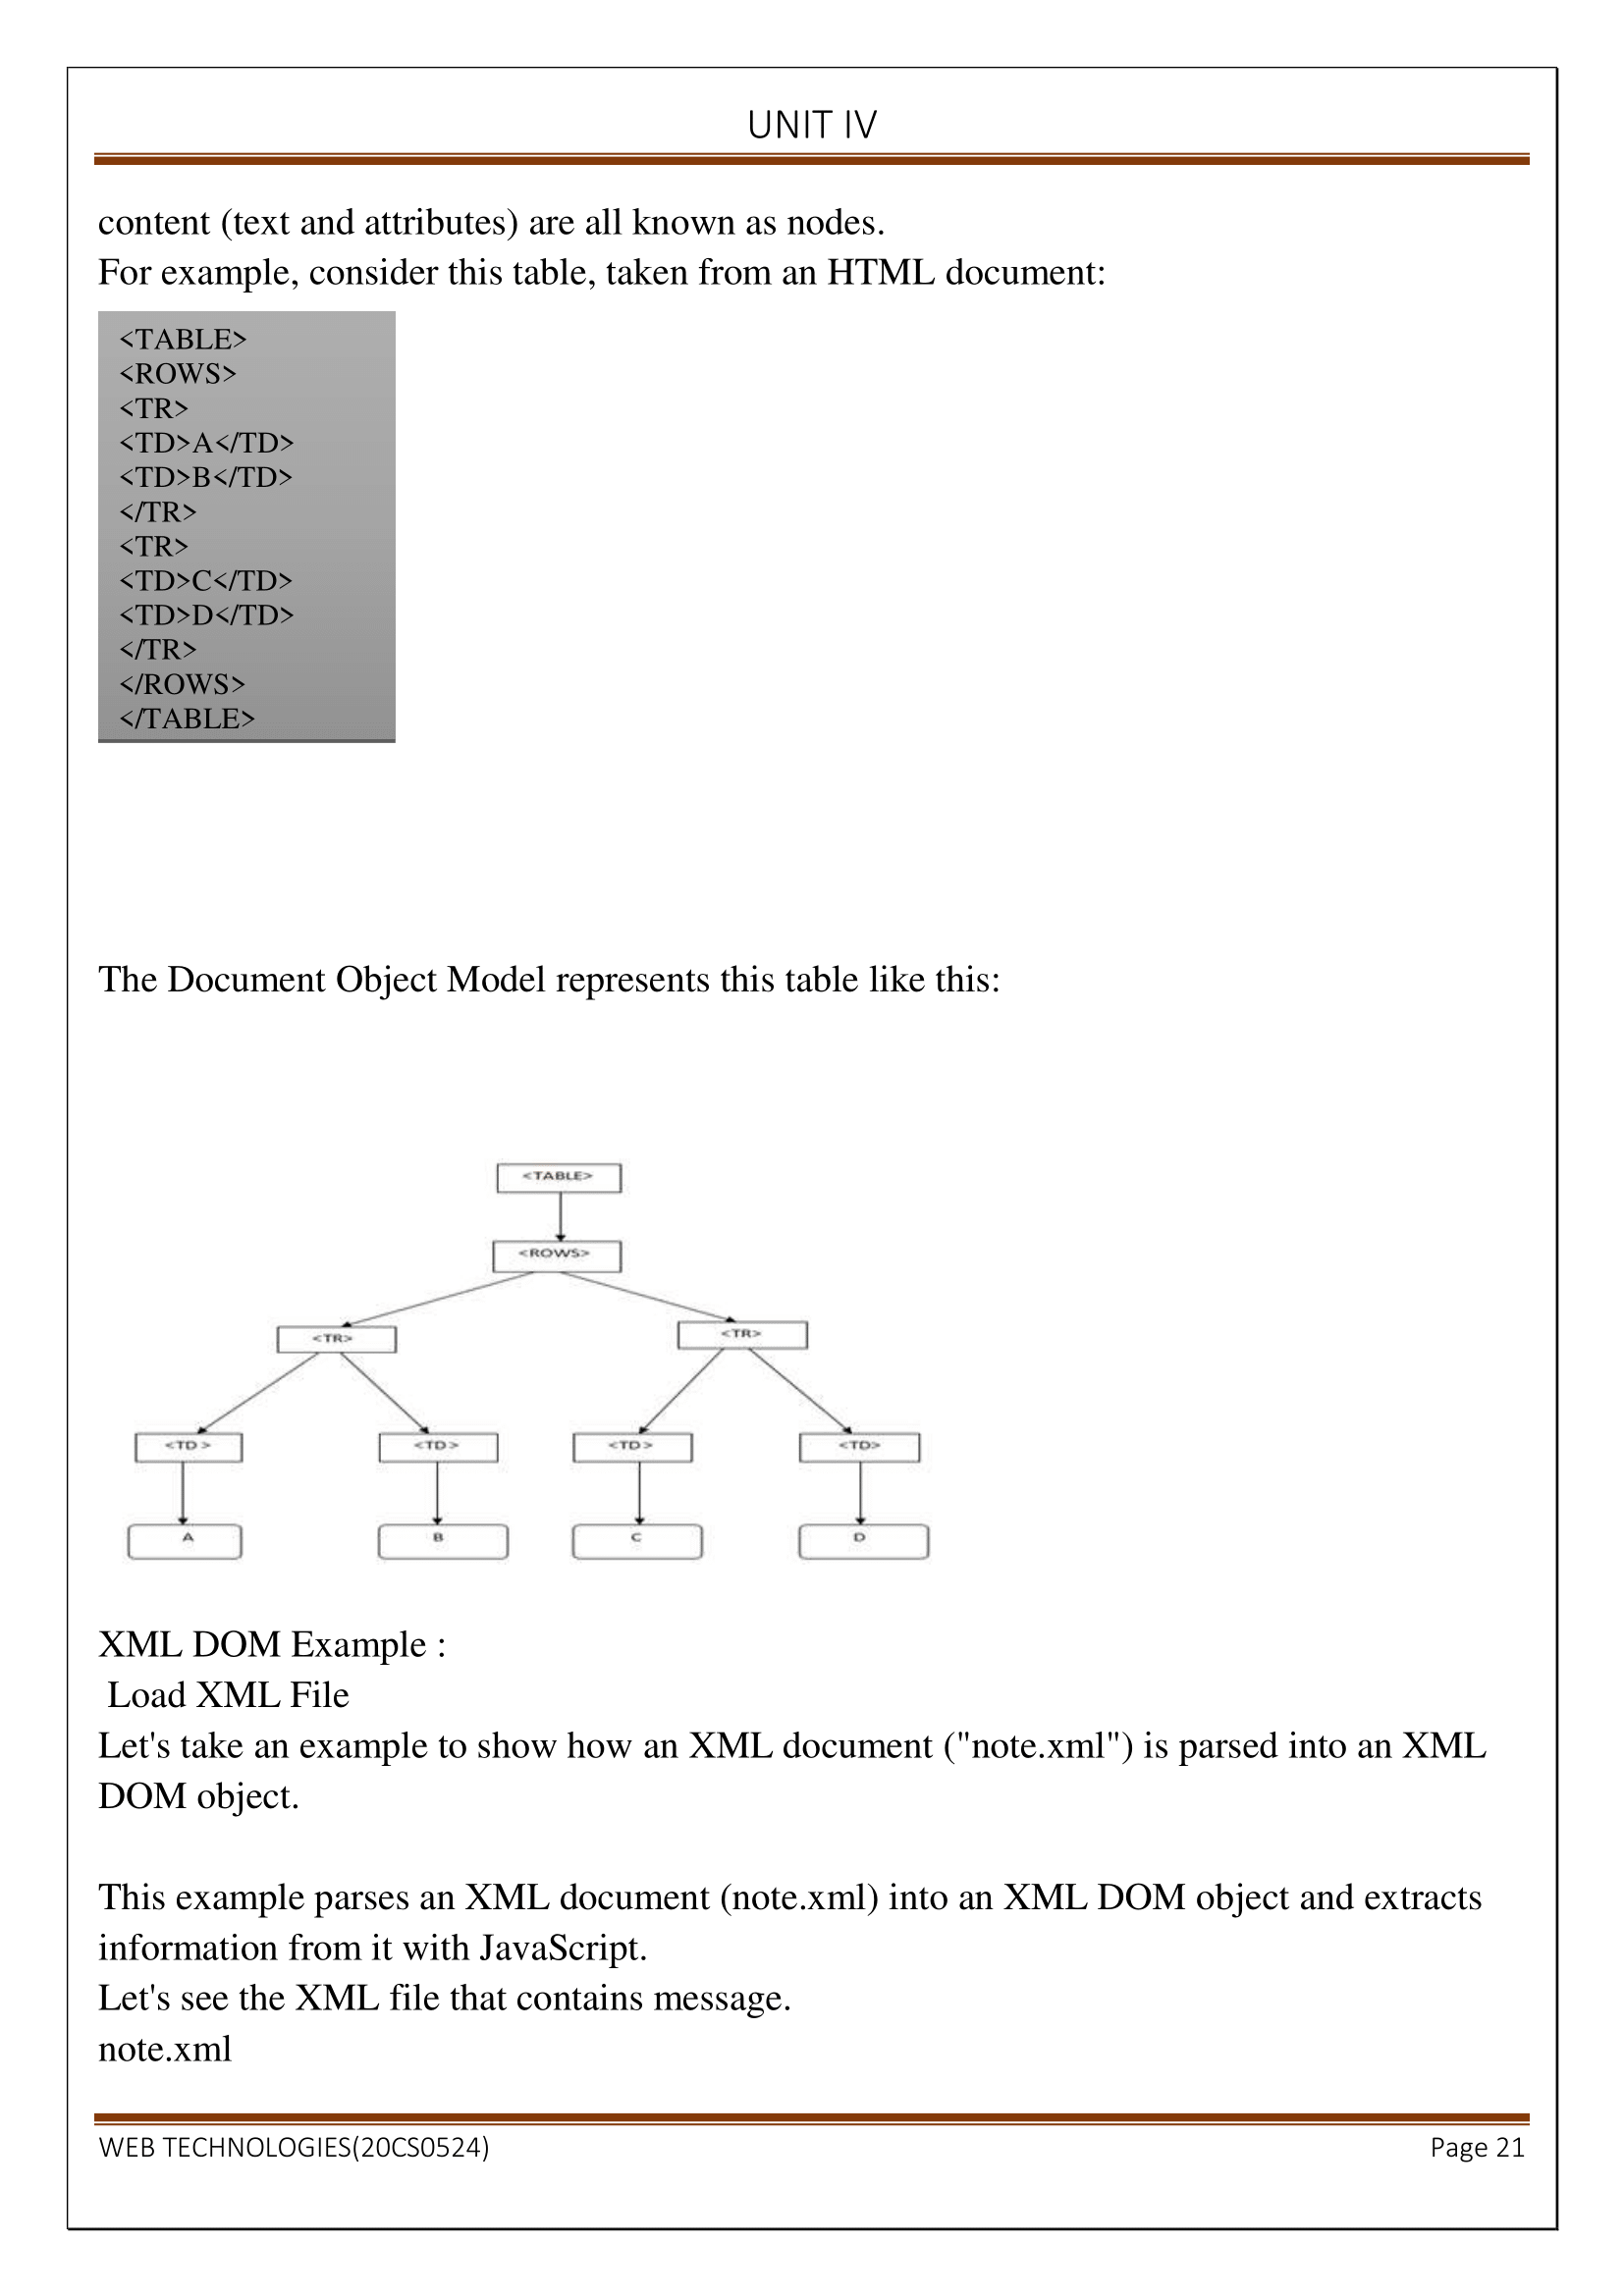 UNIT IV
content (text and attributes) are all known as nodes.
For example, consider this table, taken from an HTML document:
<TABLE>
<ROWS>
<TR>
<TD>A</TD>
<TD>B</TD>
</TR>
<TR>
<TD>C</TD>
<TD>D</TD>
</TR>
</ROWS>
</TABLE>
The Document Object Model represents this table like this:
<TABLE>
<ROWS>
<TR> <TR>
<TD > <TD> <TD> <TD>
A B C D
XML DOM Example :
Load XML File
Let's take an example to show how an XML document ("note.xml") is parsed into an XML
DOM object.
This example parses an XML document (note.xml) into an XML DOM object and extracts
information from it with JavaScript.
Let's see the XML file that contains message.
note.xml
WEB TECHNOLOGIES(20CS0524) Page 21